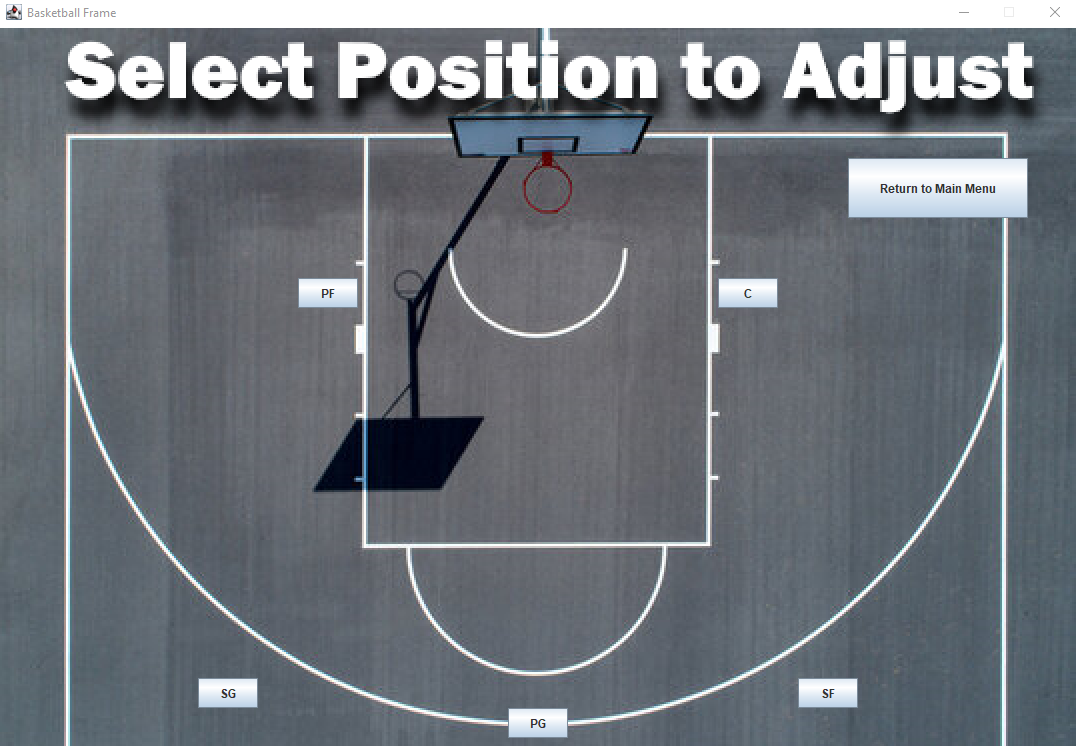 Basketball Frame
Select Position to Adjust
Return to Main Menu
PF
C
SG
SF
PG